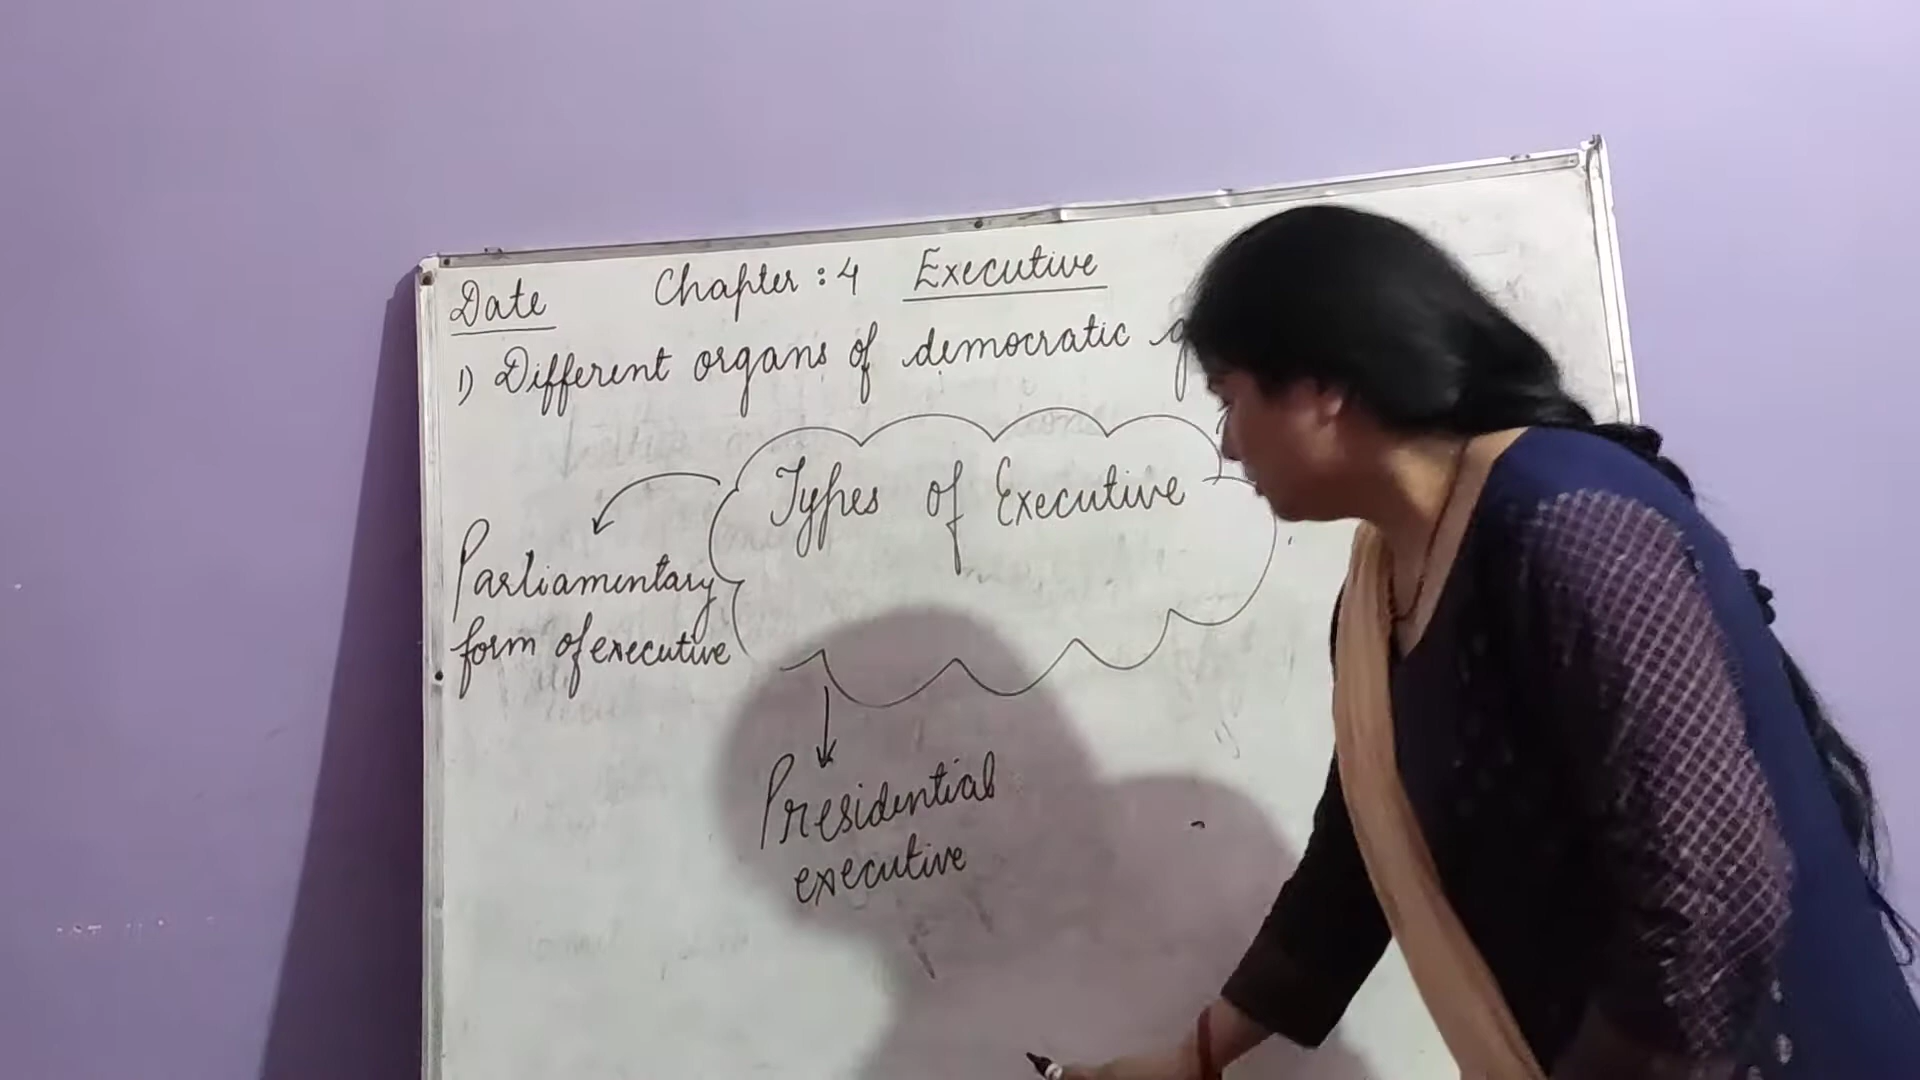 Date Chapter : 4 Executive
1) Different organs of democratic
Types of Executive
Parliamentary
form of executive
Presidential
executive